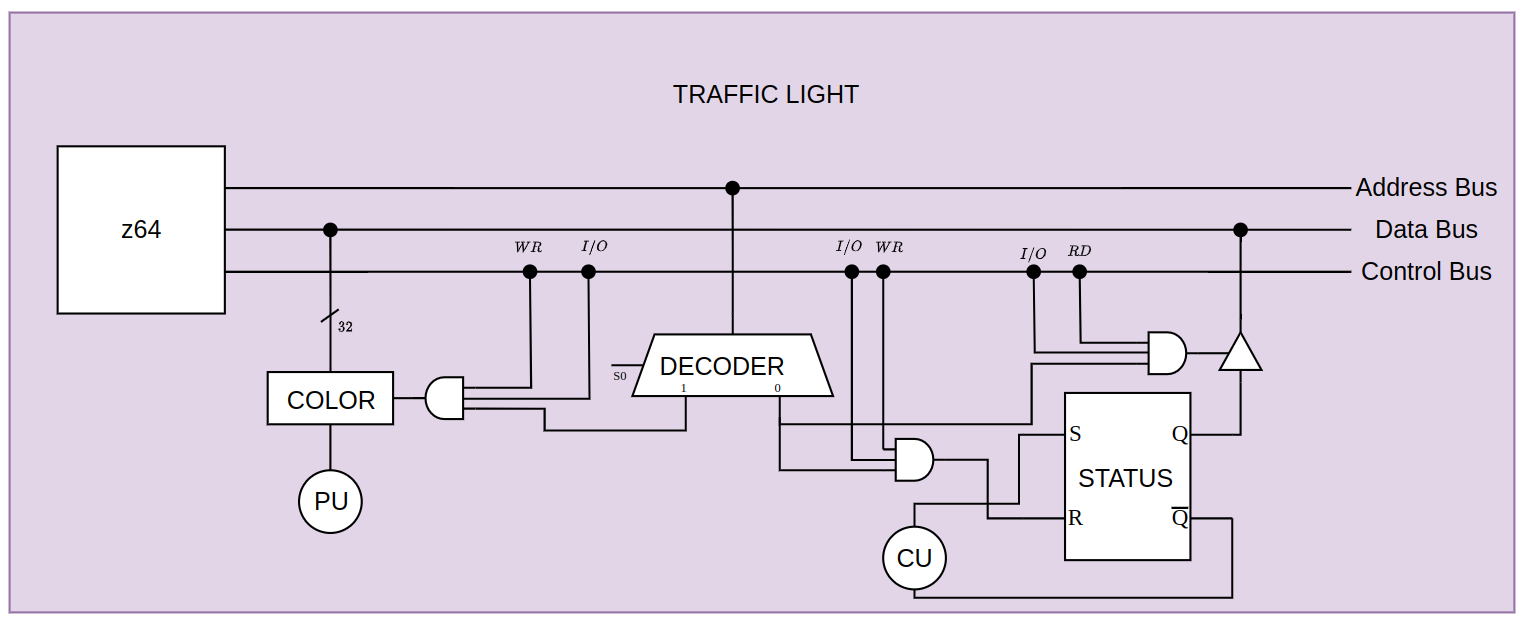 TRAFFIC LIGHT
z64
Address Bus
Data Bus
Control Bus
WR
I/O
I/O
WR
I/O
RD
32
COLOR
PU
DECODER
S0
1
0
S
Q
STATUS
R
Q̅
CU